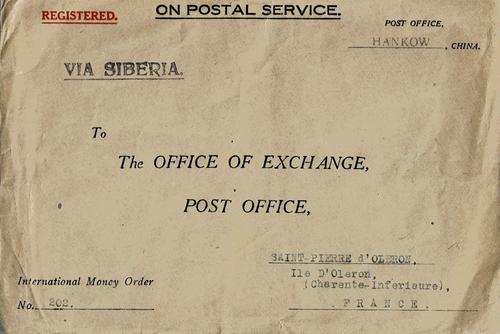 REGISTERED.
ON POSTAL SERVICE.
POST OFFICE,
HANKOW, CHINA.
VIA SIBERIA.
To
The OFFICE OF EXCHANGE,
POST OFFICE,
SAINT-PIERRE d'OLERON,
Ile D'Oleron,
(Charente-Inferieure),
FRANCE.
International Money Order
No. 202.